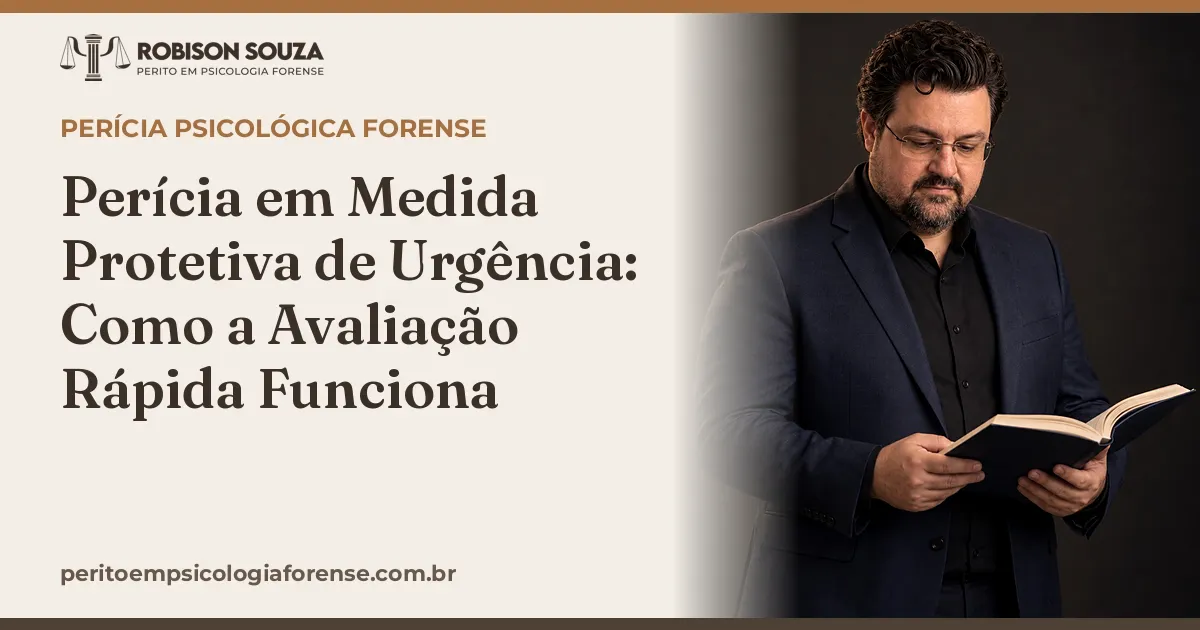 ROBISON SOUZA
PERITO EM PSICOLOGIA FORENSE
PERÍCIA PSICOLÓGICA FORENSE
Perícia em Medida
Protetiva de Urgência:
Como a Avaliação
Rápida Funciona
peritoempsicologiaforense.com.br